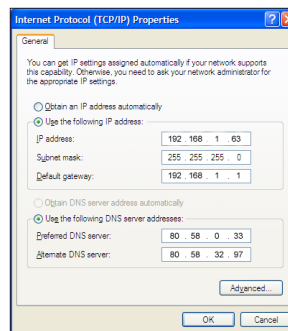 Internet Protocol (TCP/IP) Properties
General
You can get IP settings assigned automatically if your network supports
this capability. Otherwise, you need to ask your network administrator for
the appropriate IP settings.
Obtain an IP address automatically
Use the following IP address:
IP address: 192 . 168 . 1 . 63
Subnet mask: 255 . 255 . 255 . 0
Default gateway: 192 . 168 . 1 . 1
Obtain DNS server address automatically
Use the following DNS server addresses:
Preferred DNS server: 80 . 58 . 0 . 33
Alternate DNS server: 80 . 58 . 32 . 97
Advanced...
OK Cancel